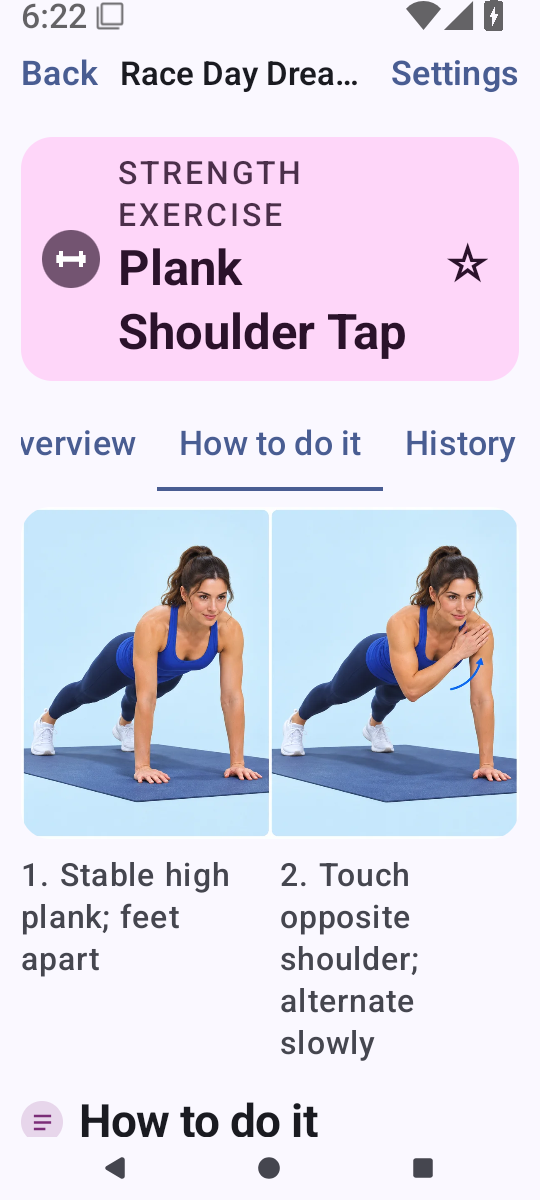 6:22
Back Race Day Drea... Settings
STRENGTH
EXERCISE
Plank
Shoulder Tap
verview How to do it History
1. Stable high
plank; feet
apart
2. Touch
opposite
shoulder;
alternate
slowly
How to do it